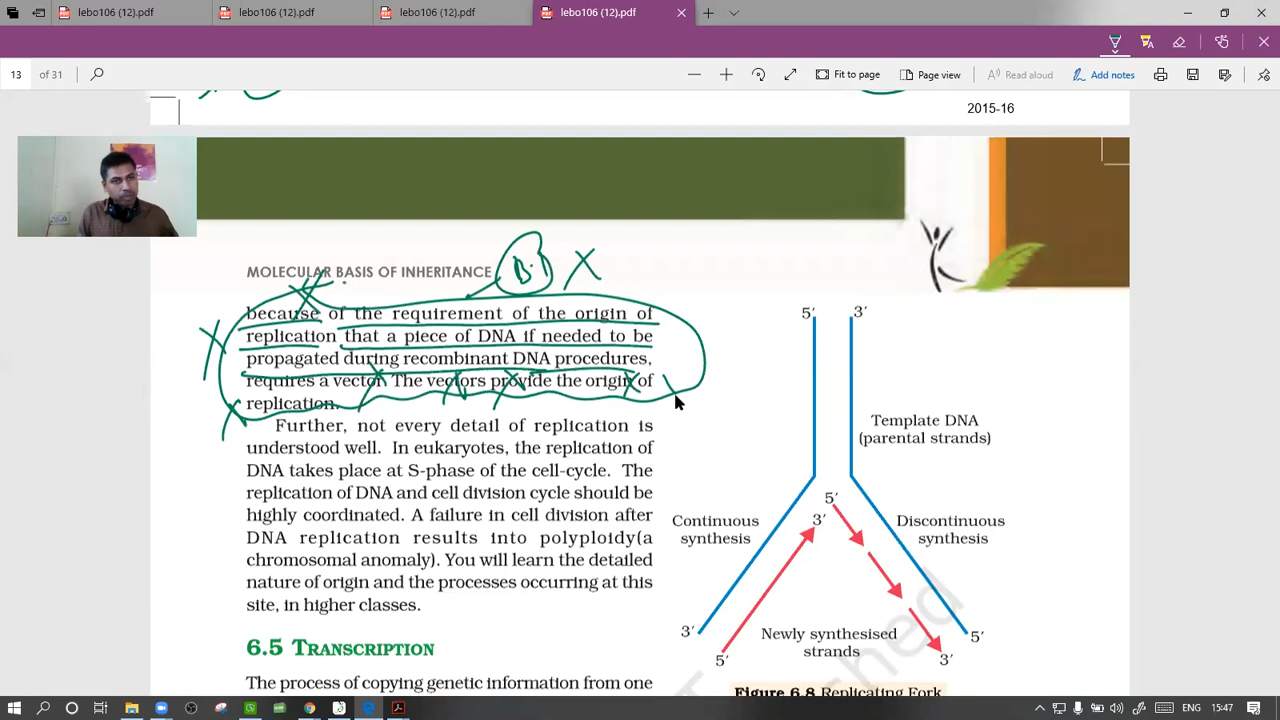 lebo106 (12).pdf
lebo106 (12).pdf
lebo106 (12).pdf
lebo106 (12).pdf
13 of 31
Fit to page
Page view
Read aloud
Add notes
2015-16
MOLECULAR BASIS OF INHERITANCE
because of the requirement of the origin of
replication that a piece of DNA if needed to be
propagated during recombinant DNA procedures,
requires a vector. The vectors provide the origin of
replication.
Further, not every detail of replication is
understood well. In eukaryotes, the replication of
DNA takes place at S-phase of the cell-cycle. The
replication of DNA and cell division cycle should be
highly coordinated. A failure in cell division after
DNA replication results into polyploidy(a
chromosomal anomaly). You will learn the detailed
nature of origin and the processes occurring at this
site, in higher classes.
6.5 TRANSCRIPTION
The process of copying genetic information from one
5′ 3′
Template DNA
(parental strands)
5′
3′
Continuous
synthesis
Discontinuous
synthesis
3′
5′
Newly synthesised
strands
5′
3′
Figure 6.8 Replicating Fork
ENG
15:47